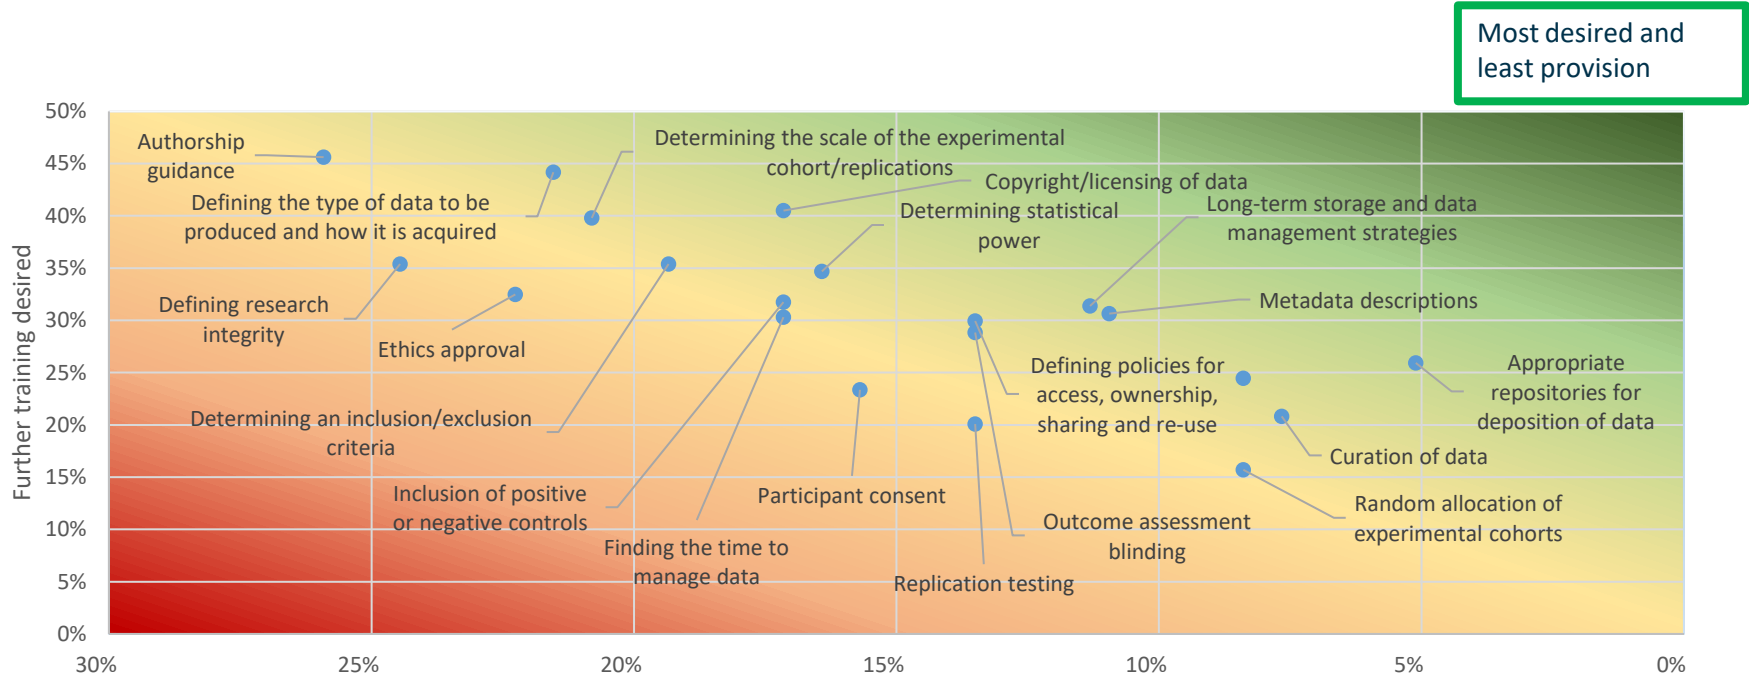 Most desired and
least provision
50%
45%
40%
35%
30%
25%
20%
15%
10%
5%
0%
Further training desired
Authorship
guidance
Defining the type of data to be
produced and how it is acquired
Determining the scale of the experimental
cohort/replications
Copyright/licensing of data
Determining statistical
power
Long-term storage and data
management strategies
Defining research
integrity
Ethics approval
Metadata descriptions
Determining an inclusion/exclusion
criteria
Defining policies for
access, ownership,
sharing and re-use
Appropriate
repositories for
deposition of data
Curation of data
Inclusion of positive
or negative controls
Participant consent
Random allocation of
experimental cohorts
Finding the time to
manage data
Outcome assessment
blinding
Replication testing
30%
25%
20%
15%
10%
5%
0%